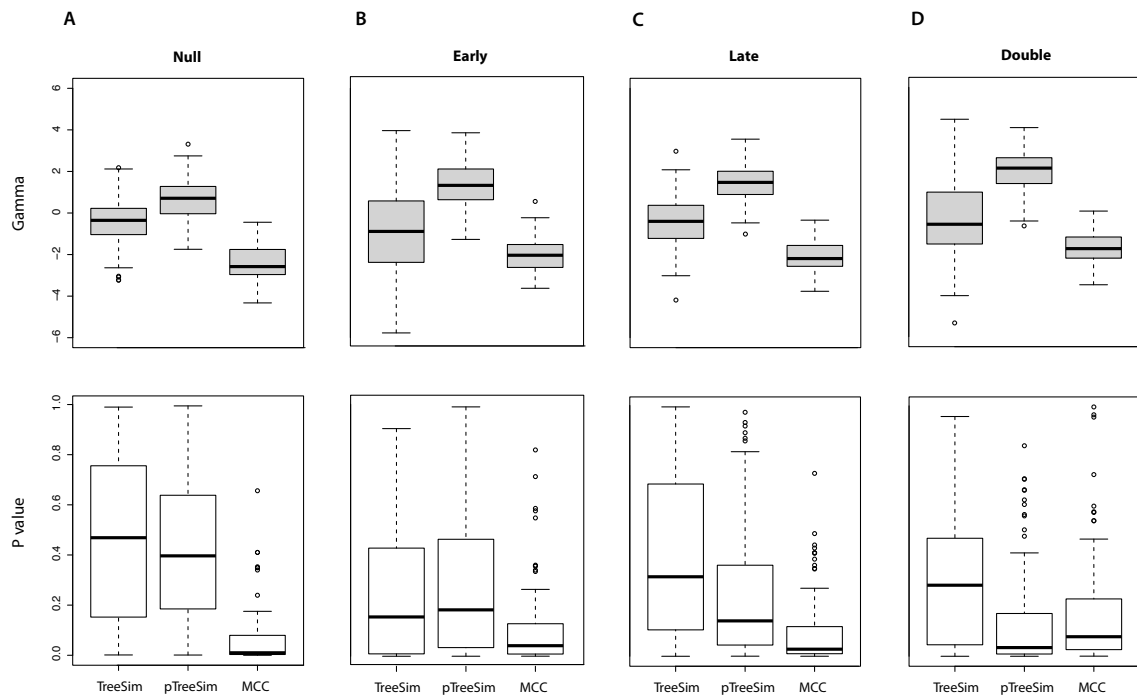 A B C D
Null Early Late Double
Gamma
6
4
2
0
−2
−4
−6
P value
1.0
0.8
0.6
0.4
0.2
0.0
TreeSim pTreeSim MCC TreeSim pTreeSim MCC TreeSim pTreeSim MCC TreeSim pTreeSim MCC